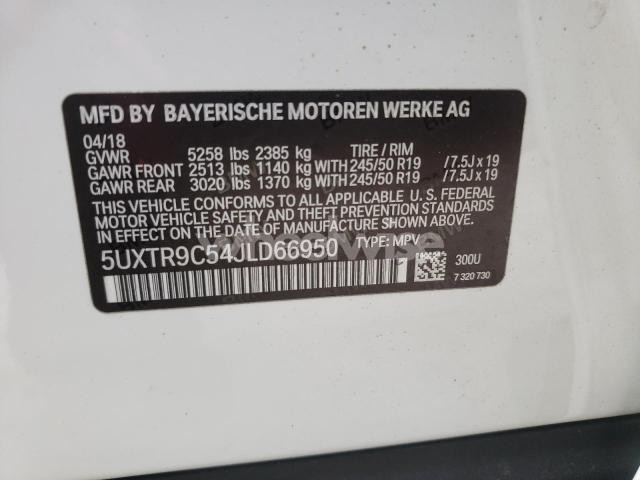 MFD BY BAYERISCHE MOTOREN WERKE AG
04/18
GVWR 5258 lbs 2385 kg TIRE / RIM
GAWR FRONT 2513 lbs 1140 kg WITH 245/50 R19 / 7.5J x 19
GAWR REAR 3020 lbs 1370 kg WITH 245/50 R19 / 7.5J x 19
THIS VEHICLE CONFORMS TO ALL APPLICABLE U. S. FEDERAL
MOTOR VEHICLE SAFETY AND THEFT PREVENTION STANDARDS
IN EFFECT ON THE DATE OF MANUFACTURE SHOWN ABOVE.
5UXTR9C54JLD66950 TYPE: MPV
300U
7 320 730